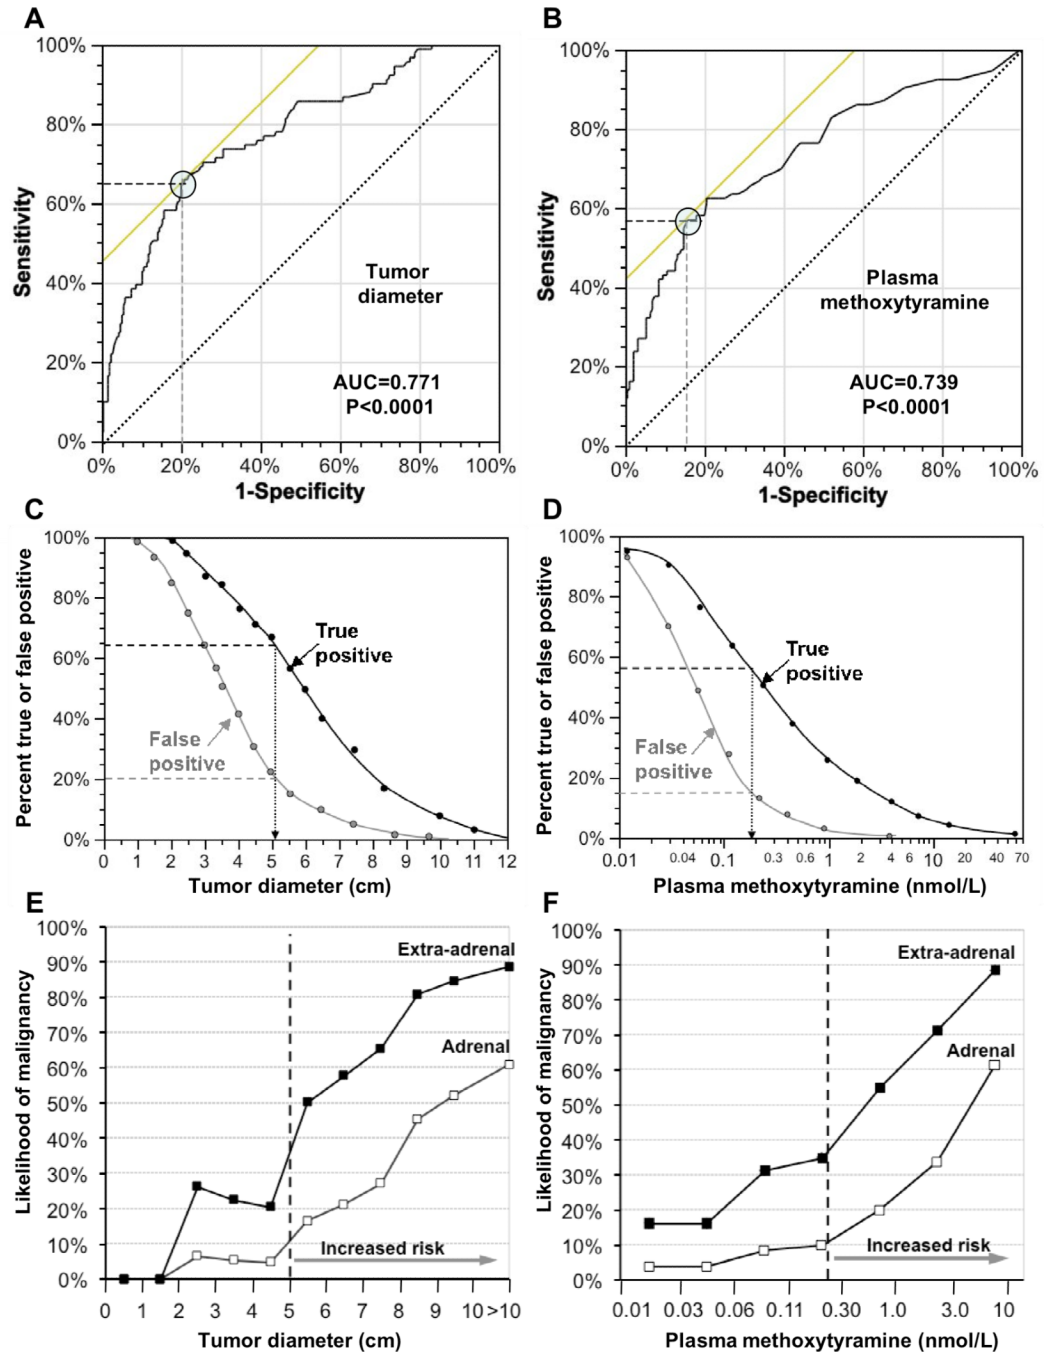 A
B
100%
80%
60%
40%
20%
0%
Sensitivity
Tumor
diameter
AUC=0.771
P<0.0001
0% 20% 40% 60% 80% 100%
1-Specificity
100%
80%
60%
40%
20%
0%
Sensitivity
Plasma
methoxytyramine
AUC=0.739
P<0.0001
0% 20% 40% 60% 80% 100%
1-Specificity
C
D
100%
80%
60%
40%
20%
0%
Percent true or false positive
True
positive
False
positive
0 1 2 3 4 5 6 7 8 9 10 11 12
Tumor diameter (cm)
100%
80%
60%
40%
20%
0%
Percent true or false positive
True
positive
False
positive
0.01 0.04 0.1 0.3 0.6 1 2 4 6 10 20 40 70
Plasma methoxytyramine (nmol/L)
E
F
100%
90%
80%
70%
60%
50%
40%
30%
20%
10%
0%
Likelihood of malignancy
Extra-adrenal
Adrenal
Increased risk
0 1 2 3 4 5 6 7 8 9 10 >10
Tumor diameter (cm)
100%
90%
80%
70%
60%
50%
40%
30%
20%
10%
0%
Likelihood of malignancy
Extra-adrenal
Adrenal
Increased risk
0.01 0.03 0.06 0.11 0.30 1.0 3.0 10
Plasma methoxytyramine (nmol/L)